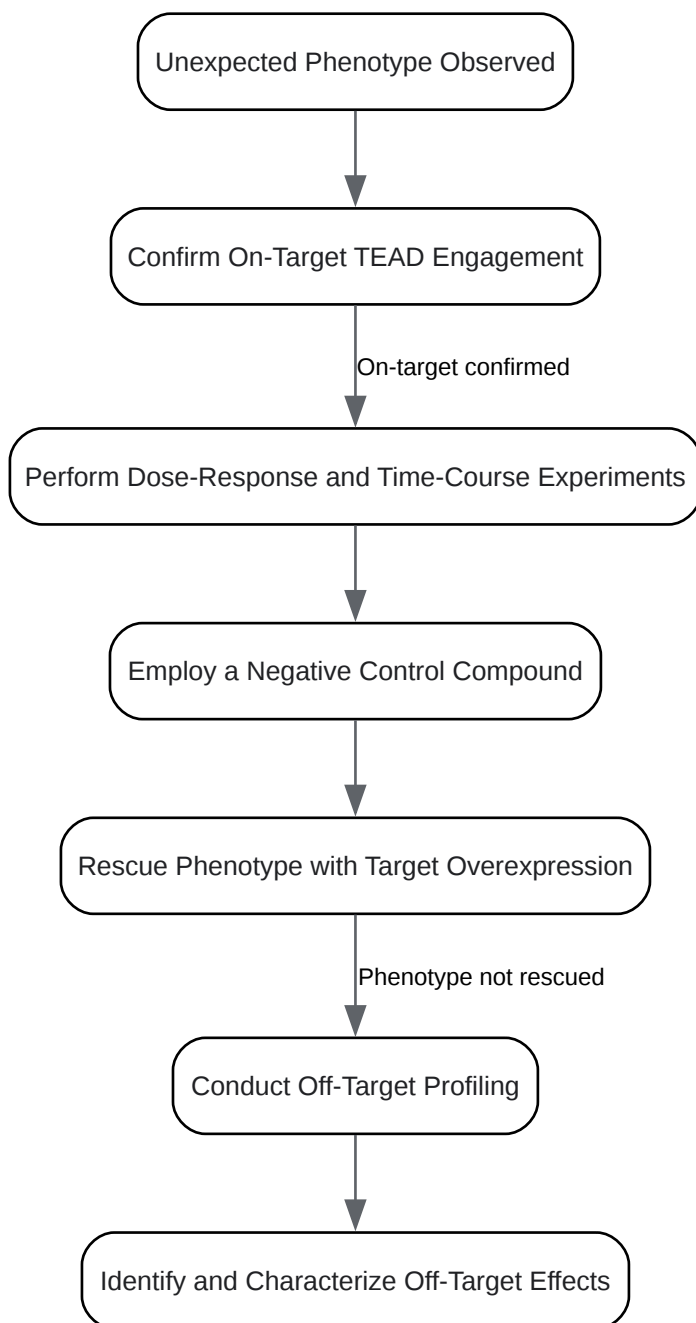 Unexpected Phenotype Observed
Confirm On-Target TEAD Engagement
On-target confirmed
Perform Dose-Response and Time-Course Experiments
Employ a Negative Control Compound
Rescue Phenotype with Target Overexpression
Phenotype not rescued
Conduct Off-Target Profiling
Identify and Characterize Off-Target Effects